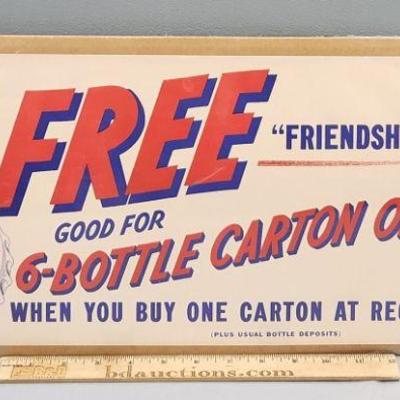 FREE
"FRIENDSH
GOOD FOR
6-BOTTLE CARTON O
WHEN YOU BUY ONE CARTON AT REG
(PLUS USUAL BOTTLE DEPOSITS)
bdauctions.com